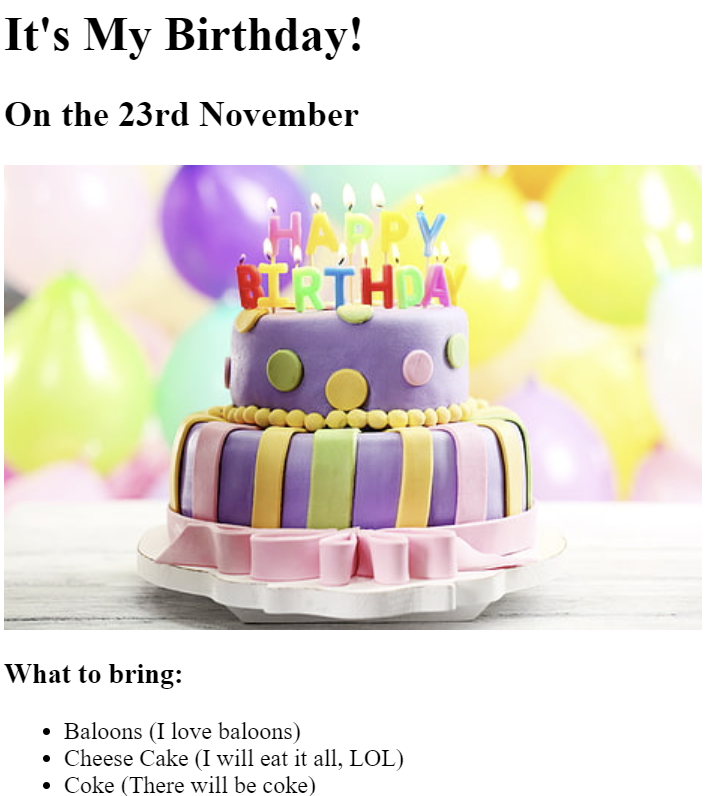 It's My Birthday!
On the 23rd November
HAPPY
BIRTHDAY
What to bring:
Baloons (I love baloons)
Cheese Cake (I will eat it all, LOL)
Coke (There will be coke)